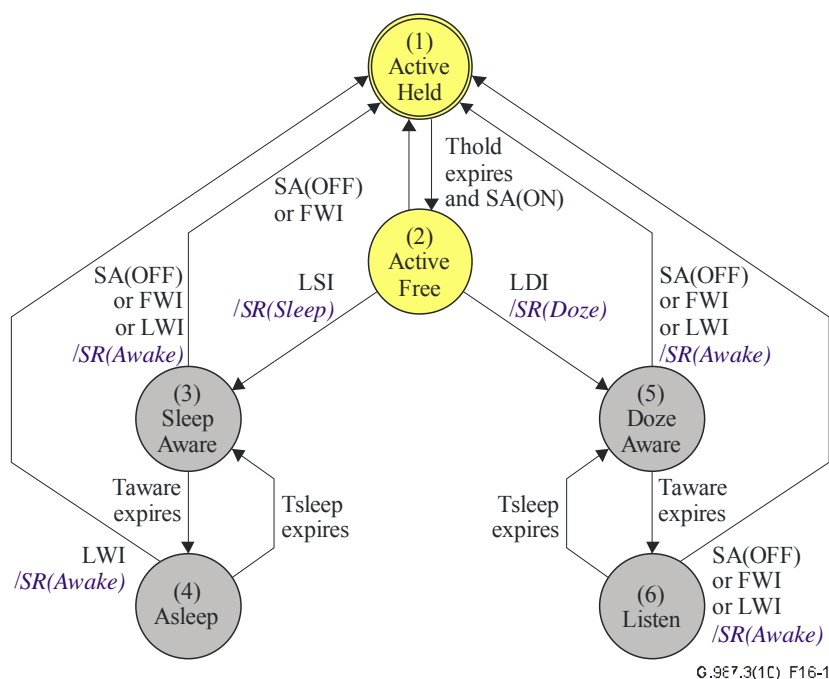 (1)
Active
Held
Thold
expires
and SA(ON)
SA(OFF)
or FWI
(2)
Active
Free
SA(OFF)
or FWI
or LWI
/SR(Awake)
LSI
/SR(Sleep)
LDI
/SR(Doze)
SA(OFF)
or FWI
or LWI
/SR(Awake)
(3)
Sleep
Aware
(5)
Doze
Aware
Taware
expires
Tsleep
expires
Tsleep
expires
Taware
expires
LWI
/SR(Awake)
(4)
Asleep
(6)
Listen
SA(OFF)
or FWI
or LWI
/SR(Awake)
G.987.3(10)_F16-1